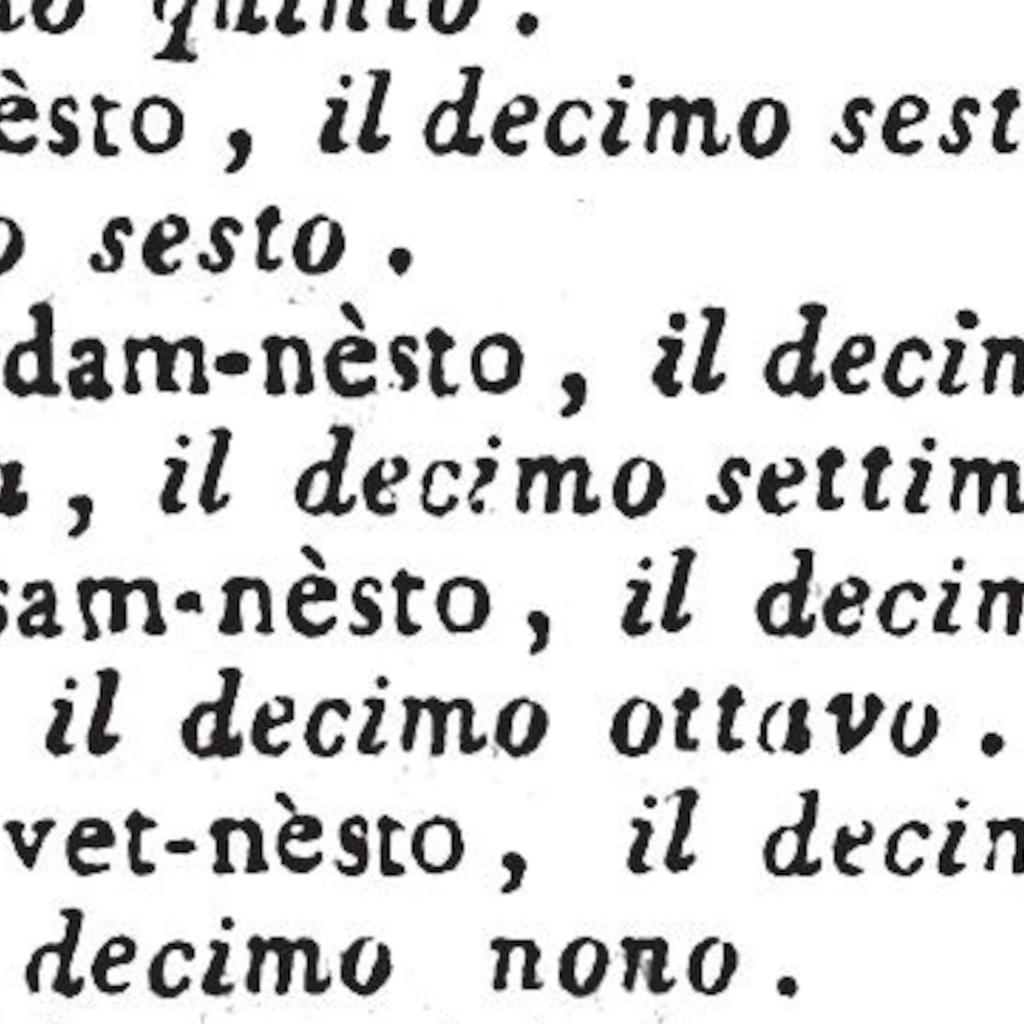 quinto .
èsto , il decimo sest
o sesto .
dam-nèsto , il decim
a , il decimo settim
sam-nèsto , il decim
il decimo ottavo .
vet-nèsto , il decim
decimo nono .